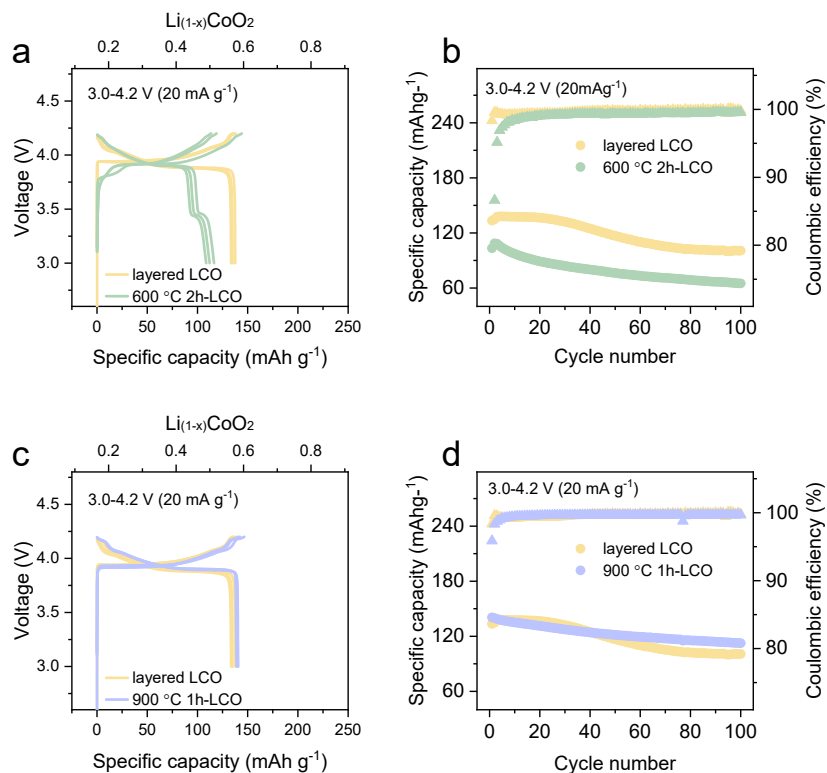 a
Li(1-x)CoO2
0.2 0.4 0.6 0.8
3.0-4.2 V (20 mA g-1)
4.5
4.0
3.5
3.0
Voltage (V)
layered LCO
600 °C 2h-LCO
0 50 100 150 200 250
Specific capacity (mAh g-1)
b
3.0-4.2 V (20mAg-1)
240
180
120
60
Specific capacity (mAhg-1)
layered LCO
600 °C 2h-LCO
100
90
80
Coulombic efficiency (%)
0 20 40 60 80 100
Cycle number
c
Li(1-x)CoO2
0.2 0.4 0.6 0.8
3.0-4.2 V (20 mA g-1)
4.5
4.0
3.5
3.0
Voltage (V)
layered LCO
900 °C 1h-LCO
0 50 100 150 200 250
Specific capacity (mAh g-1)
d
3.0-4.2 V (20 mA g-1)
240
180
120
60
Specific capacity (mAhg-1)
layered LCO
900 °C 1h-LCO
100
90
80
Coulombic efficiency (%)
0 20 40 60 80 100
Cycle number